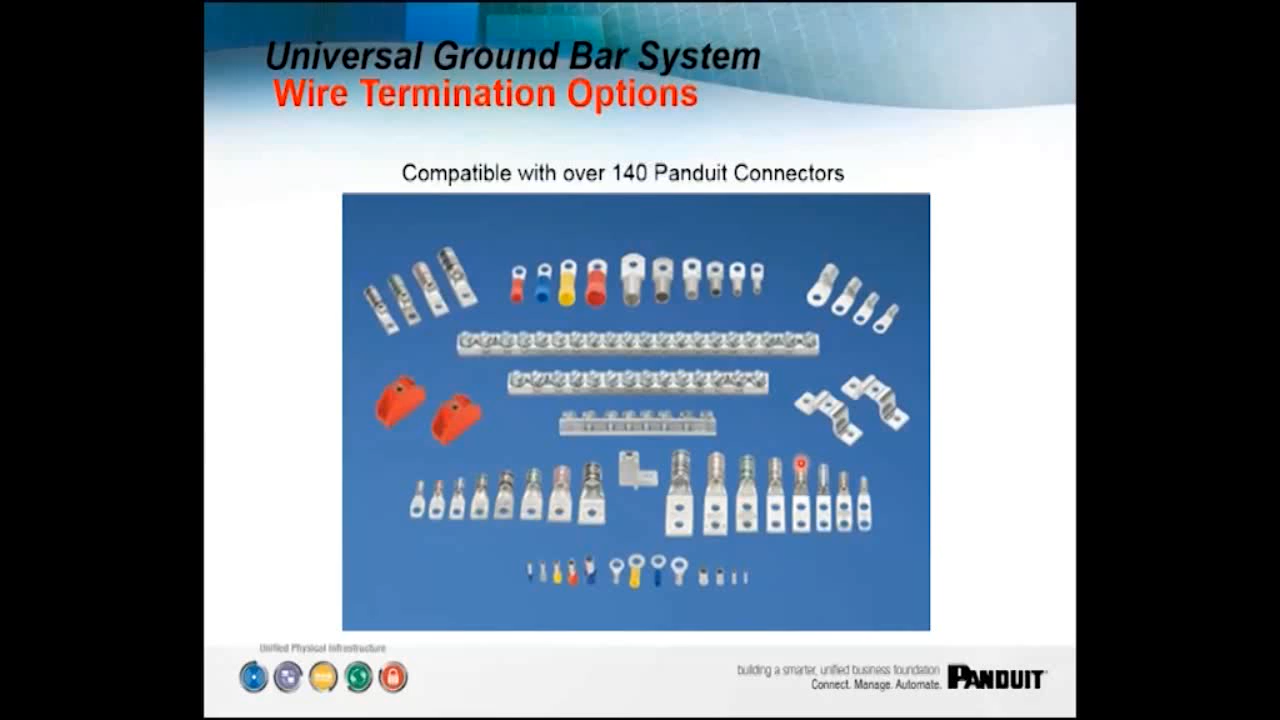 Universal Ground Bar System
Wire Termination Options
Compatible with over 140 Panduit Connectors
Unified Physical Infrastructure
building a smarter, unified business foundation
Connect. Manage. Automate.
PANDUIT